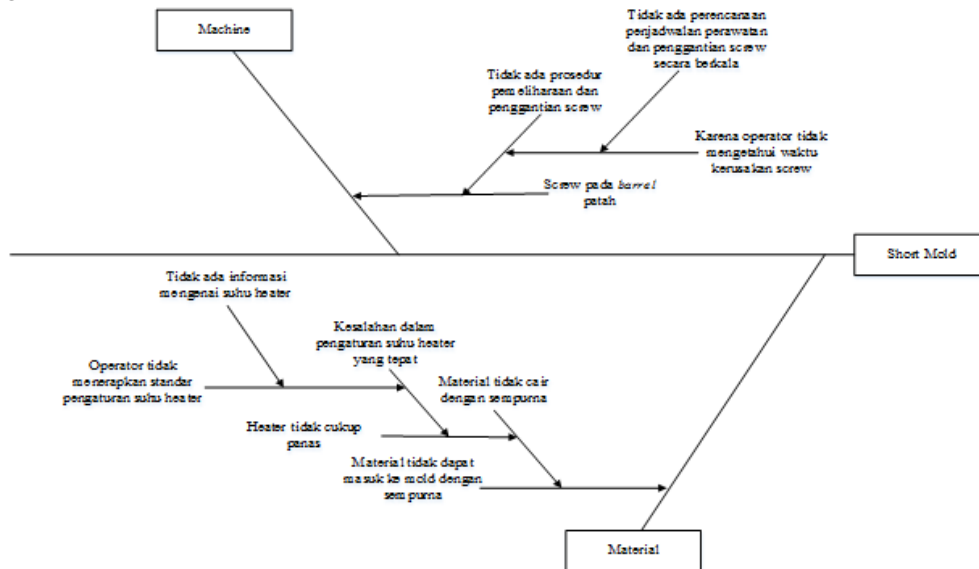 Machine
Tidak ada perencanaan
penjadwalan perawatan
dan penggantian screw
secara berkala
Tidak ada prosedur
pemeliharaan dan
penggantian screw
Karena operator tidak
mengetahui waktu
kerusakan screw
Screw pada barrel
patah
Short Mold
Tidak ada informasi
mengenai suhu heater
Kesalahan dalam
pengaturan suhu heater
yang tepat
Operator tidak
menerapkan standar
pengaturan suhu heater
Material tidak cair
dengan sempurna
Heater tidak cukup
panas
Material tidak dapat
masuk ke mold dengan
sempurna
Material